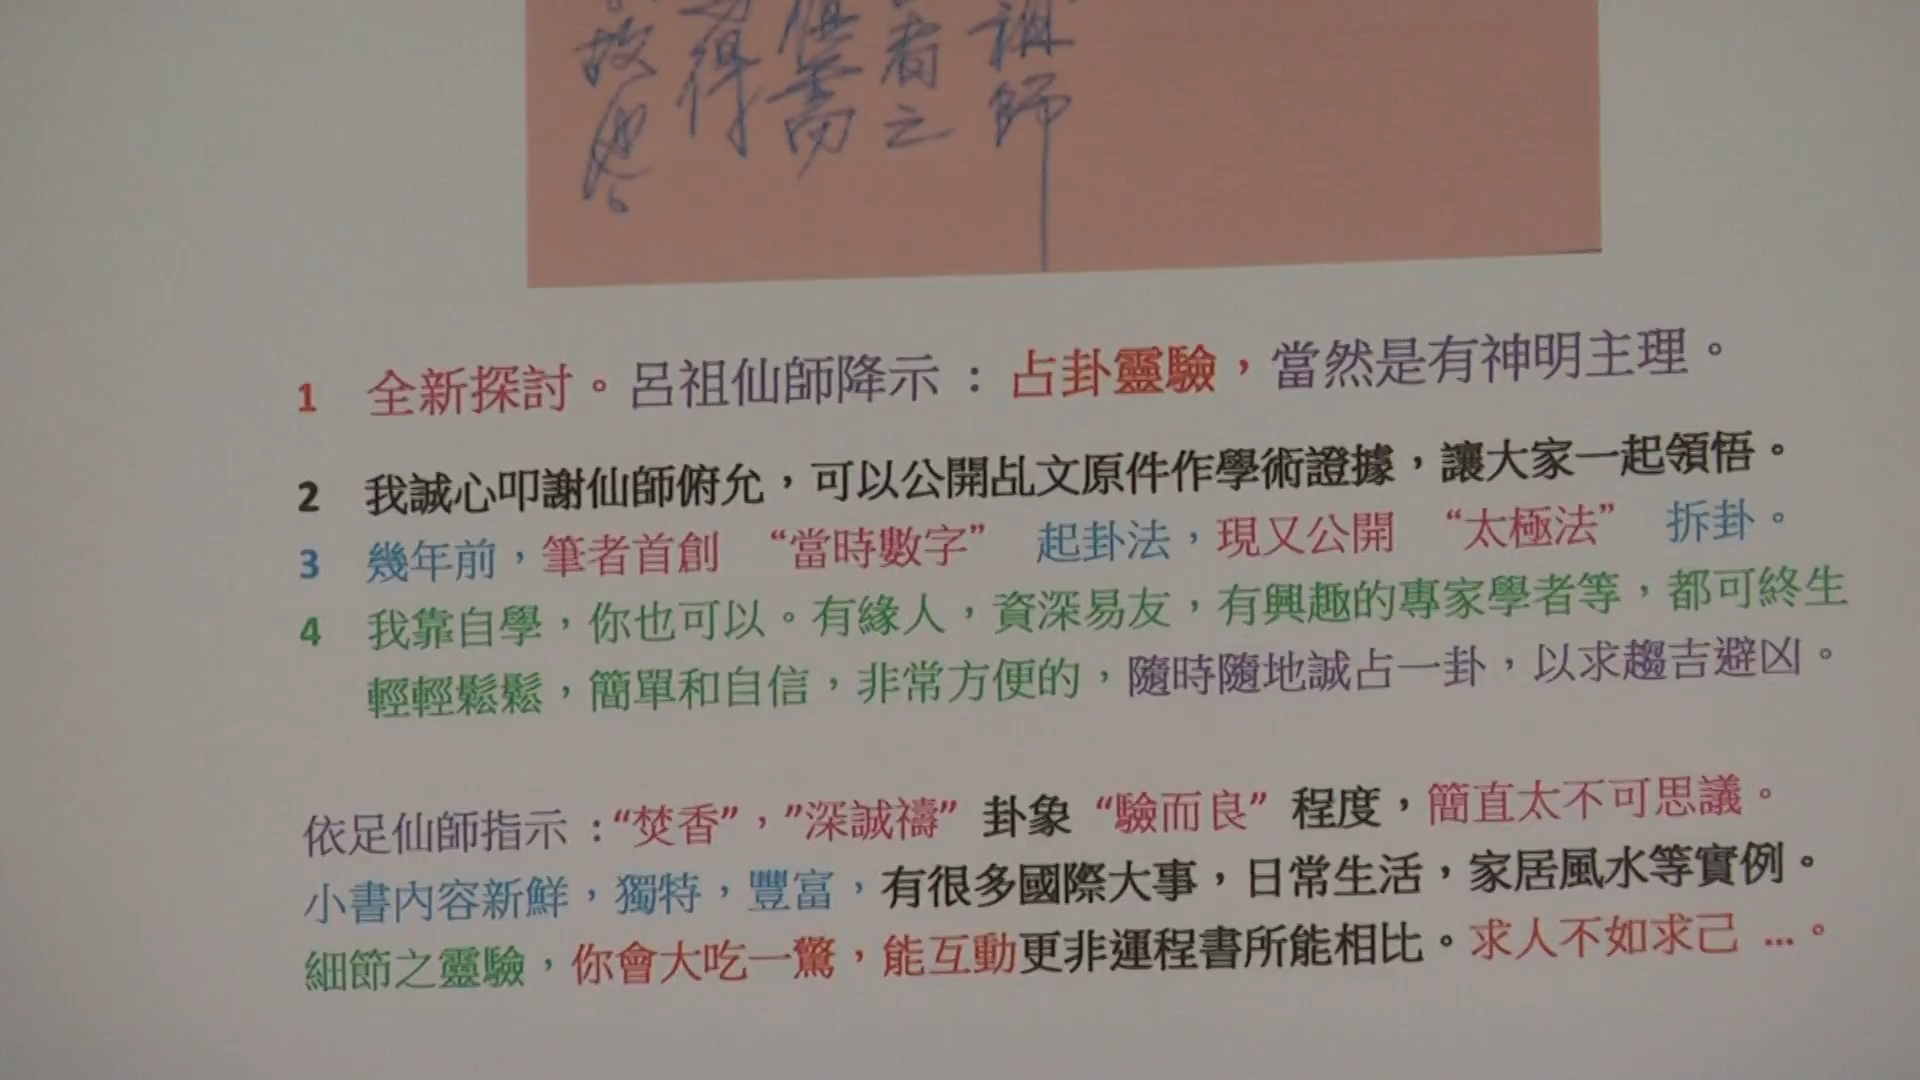 祖師
者之
得
故
1 全新探討。呂祖仙師降示：占卦靈驗，當然是有神明主理。
2 我誠心叩謝仙師俯允，可以公開乩文原件作學術證據，讓大家一起領悟。
3 幾年前，筆者首創 “當時數字” 起卦法，現又公開 “太極法” 拆卦。
4 我靠自學，你也可以。有緣人，資深易友，有興趣的專家學者等，都可終生
輕輕鬆鬆，簡單和自信，非常方便的，隨時隨地誠占一卦，以求趨吉避凶。
依足仙師指示：“焚香”，”深誠禱” 卦象 “驗而良” 程度，簡直太不可思議。
小書內容新鮮，獨特，豐富，有很多國際大事，日常生活，家居風水等實例。
細節之靈驗，你會大吃一驚，能互動更非運程書所能相比。求人不如求己 ...。